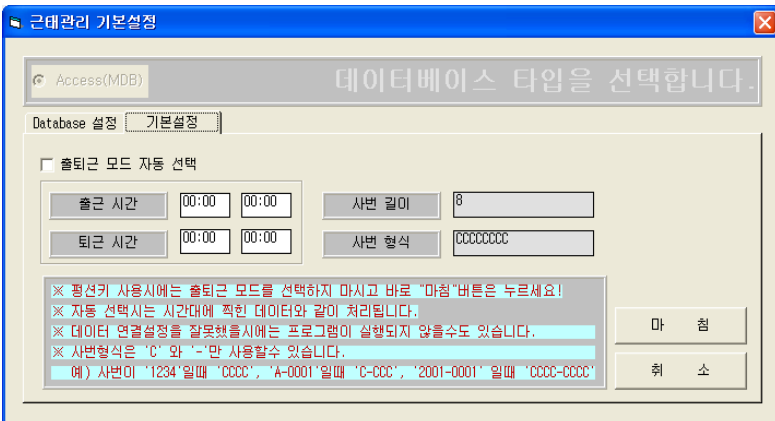 근태관리 기본설정
Access(MDB)
데이터베이스 타입을 선택합니다.
Database 설정
기본설정
출퇴근 모드 자동 선택
출근 시간 00:00 00:00
사번 길이 8
퇴근 시간 00:00 00:00
사번 형식 CCCCCCCC
※ 펑션키 사용시에는 출퇴근 모드를 선택하지 마시고 바로 "마침"버튼은 누르세요!
※ 자동 선택시는 시간대에 찍힌 데이터와 같이 처리됩니다.
※ 데이터 연결설정을 잘못했을시에는 프로그램이 실행되지 않을수도 있습니다.
※ 사번형식은 'C' 와 '-'만 사용할수 있습니다.
예) 사번이 '1234'일때 'CCCC', 'A-0001'일때 'C-CCC', '2001-0001' 일때 'CCCC-CCCC'
마 침
취 소